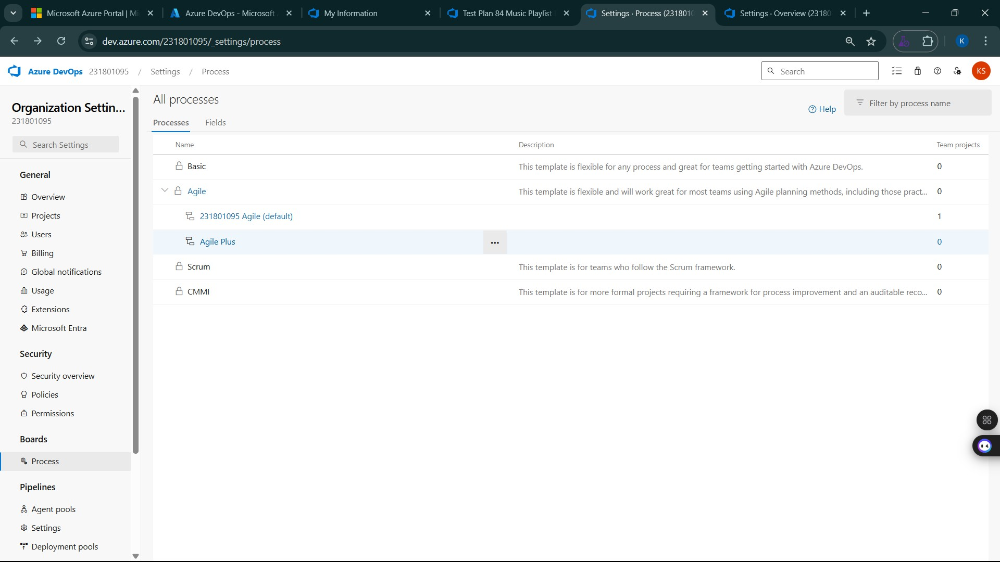 Microsoft Azure Portal | Mi
Azure DevOps - Microsoft
My Information
Test Plan 84 Music Playlist
Settings · Process (2318010
Settings · Overview (23180
dev.azure.com/231801095/_settings/process
K
Azure DevOps 231801095 / Settings / Process
Search
KS
Organization Settin...
231801095
Search Settings
General
Overview
Projects
Users
Billing
Global notifications
Usage
Extensions
Microsoft Entra
Security
Security overview
Policies
Permissions
Boards
Process
Pipelines
Agent pools
Settings
Deployment pools
All processes
Help
Filter by process name
Processes Fields
Name Description Team projects
Basic This template is flexible for any process and great for teams getting started with Azure DevOps. 0
Agile This template is flexible and will work great for most teams using Agile planning methods, including those pract... 0
231801095 Agile (default) 1
Agile Plus ... 0
Scrum This template is for teams who follow the Scrum framework. 0
CMMI This template is for more formal projects requiring a framework for process improvement and an auditable reco... 0